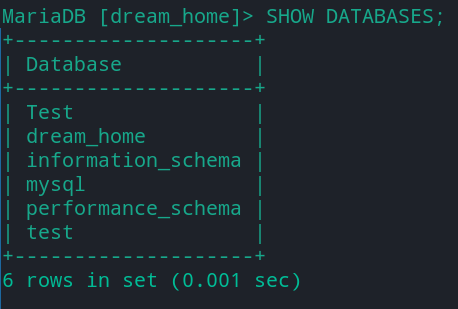 MariaDB [dream_home]> SHOW DATABASES;
+--------------------+
| Database           |
+--------------------+
| Test               |
| dream_home         |
| information_schema |
| mysql              |
| performance_schema |
| test               |
+--------------------+
6 rows in set (0.001 sec)